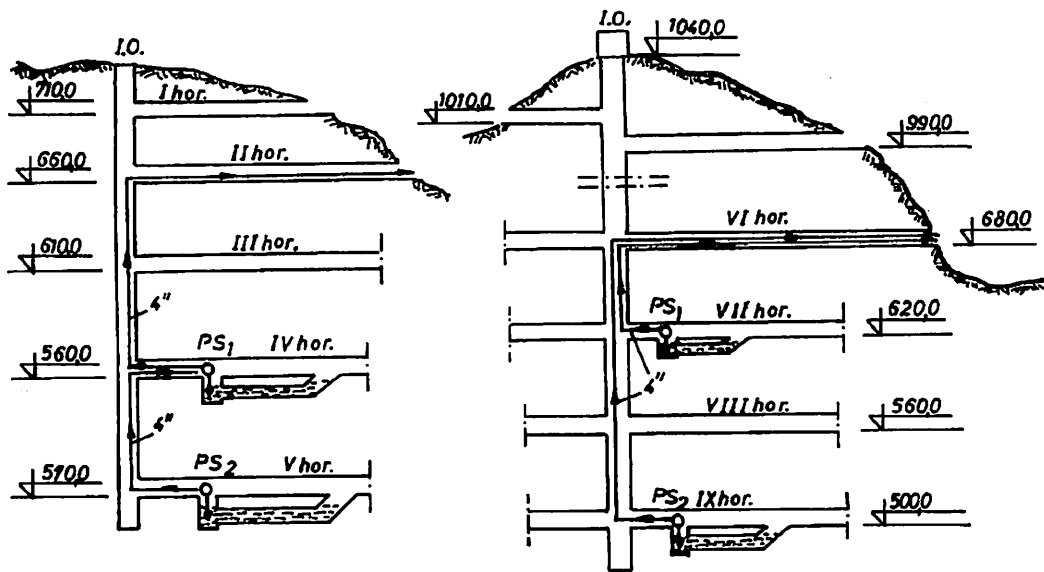 I.O.
710,0
I hor.
660,0
II hor.
610,0
III hor.
4"
PS1
IV hor.
560,0
4"
PS2
V hor.
510,0
I.O.
1040,0
1010,0
990,0
VI hor.
680,0
PS1
VII hor.
620,0
4"
VIII hor.
560,0
PS2
IX hor.
500,0